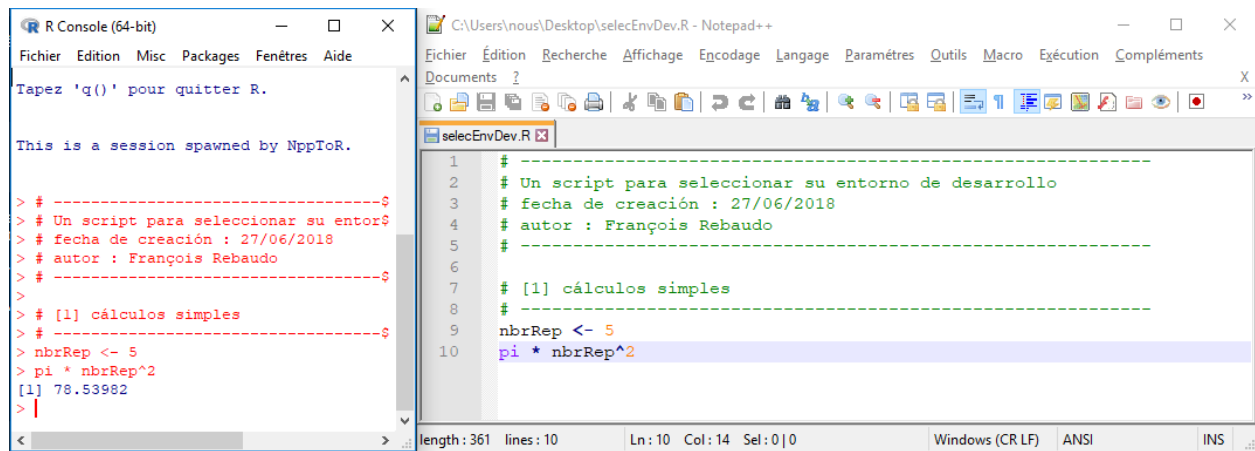 R Console (64-bit)
Fichier Edition Misc Packages Fenêtres Aide
Tapez 'q()' pour quitter R.
This is a session spawned by NppToR.
> # -----------------------------------$
> # Un script para seleccionar su entor$
> # fecha de creación : 27/06/2018
> # autor : François Rebaudo
> # -----------------------------------$
>
> # [1] cálculos simples
> # -----------------------------------$
> nbrRep <- 5
> pi * nbrRep^2
[1] 78.53982
>
C:\Users\nous\Desktop\selecEnvDev.R - Notepad++
Fichier Édition Recherche Affichage Encodage Langage Paramètres Outils Macro Exécution Compléments
Documents ? X
selecEnvDev.R
1 # ------------------------------------------------------------
2 # Un script para seleccionar su entorno de desarrollo
3 # fecha de creación : 27/06/2018
4 # autor : François Rebaudo
5 # ------------------------------------------------------------
6
7 # [1] cálculos simples
8 # ------------------------------------------------------------
9 nbrRep <- 5
10 pi * nbrRep^2
length : 361 lines : 10 Ln : 10 Col : 14 Sel : 0 | 0 Windows (CR LF) ANSI INS